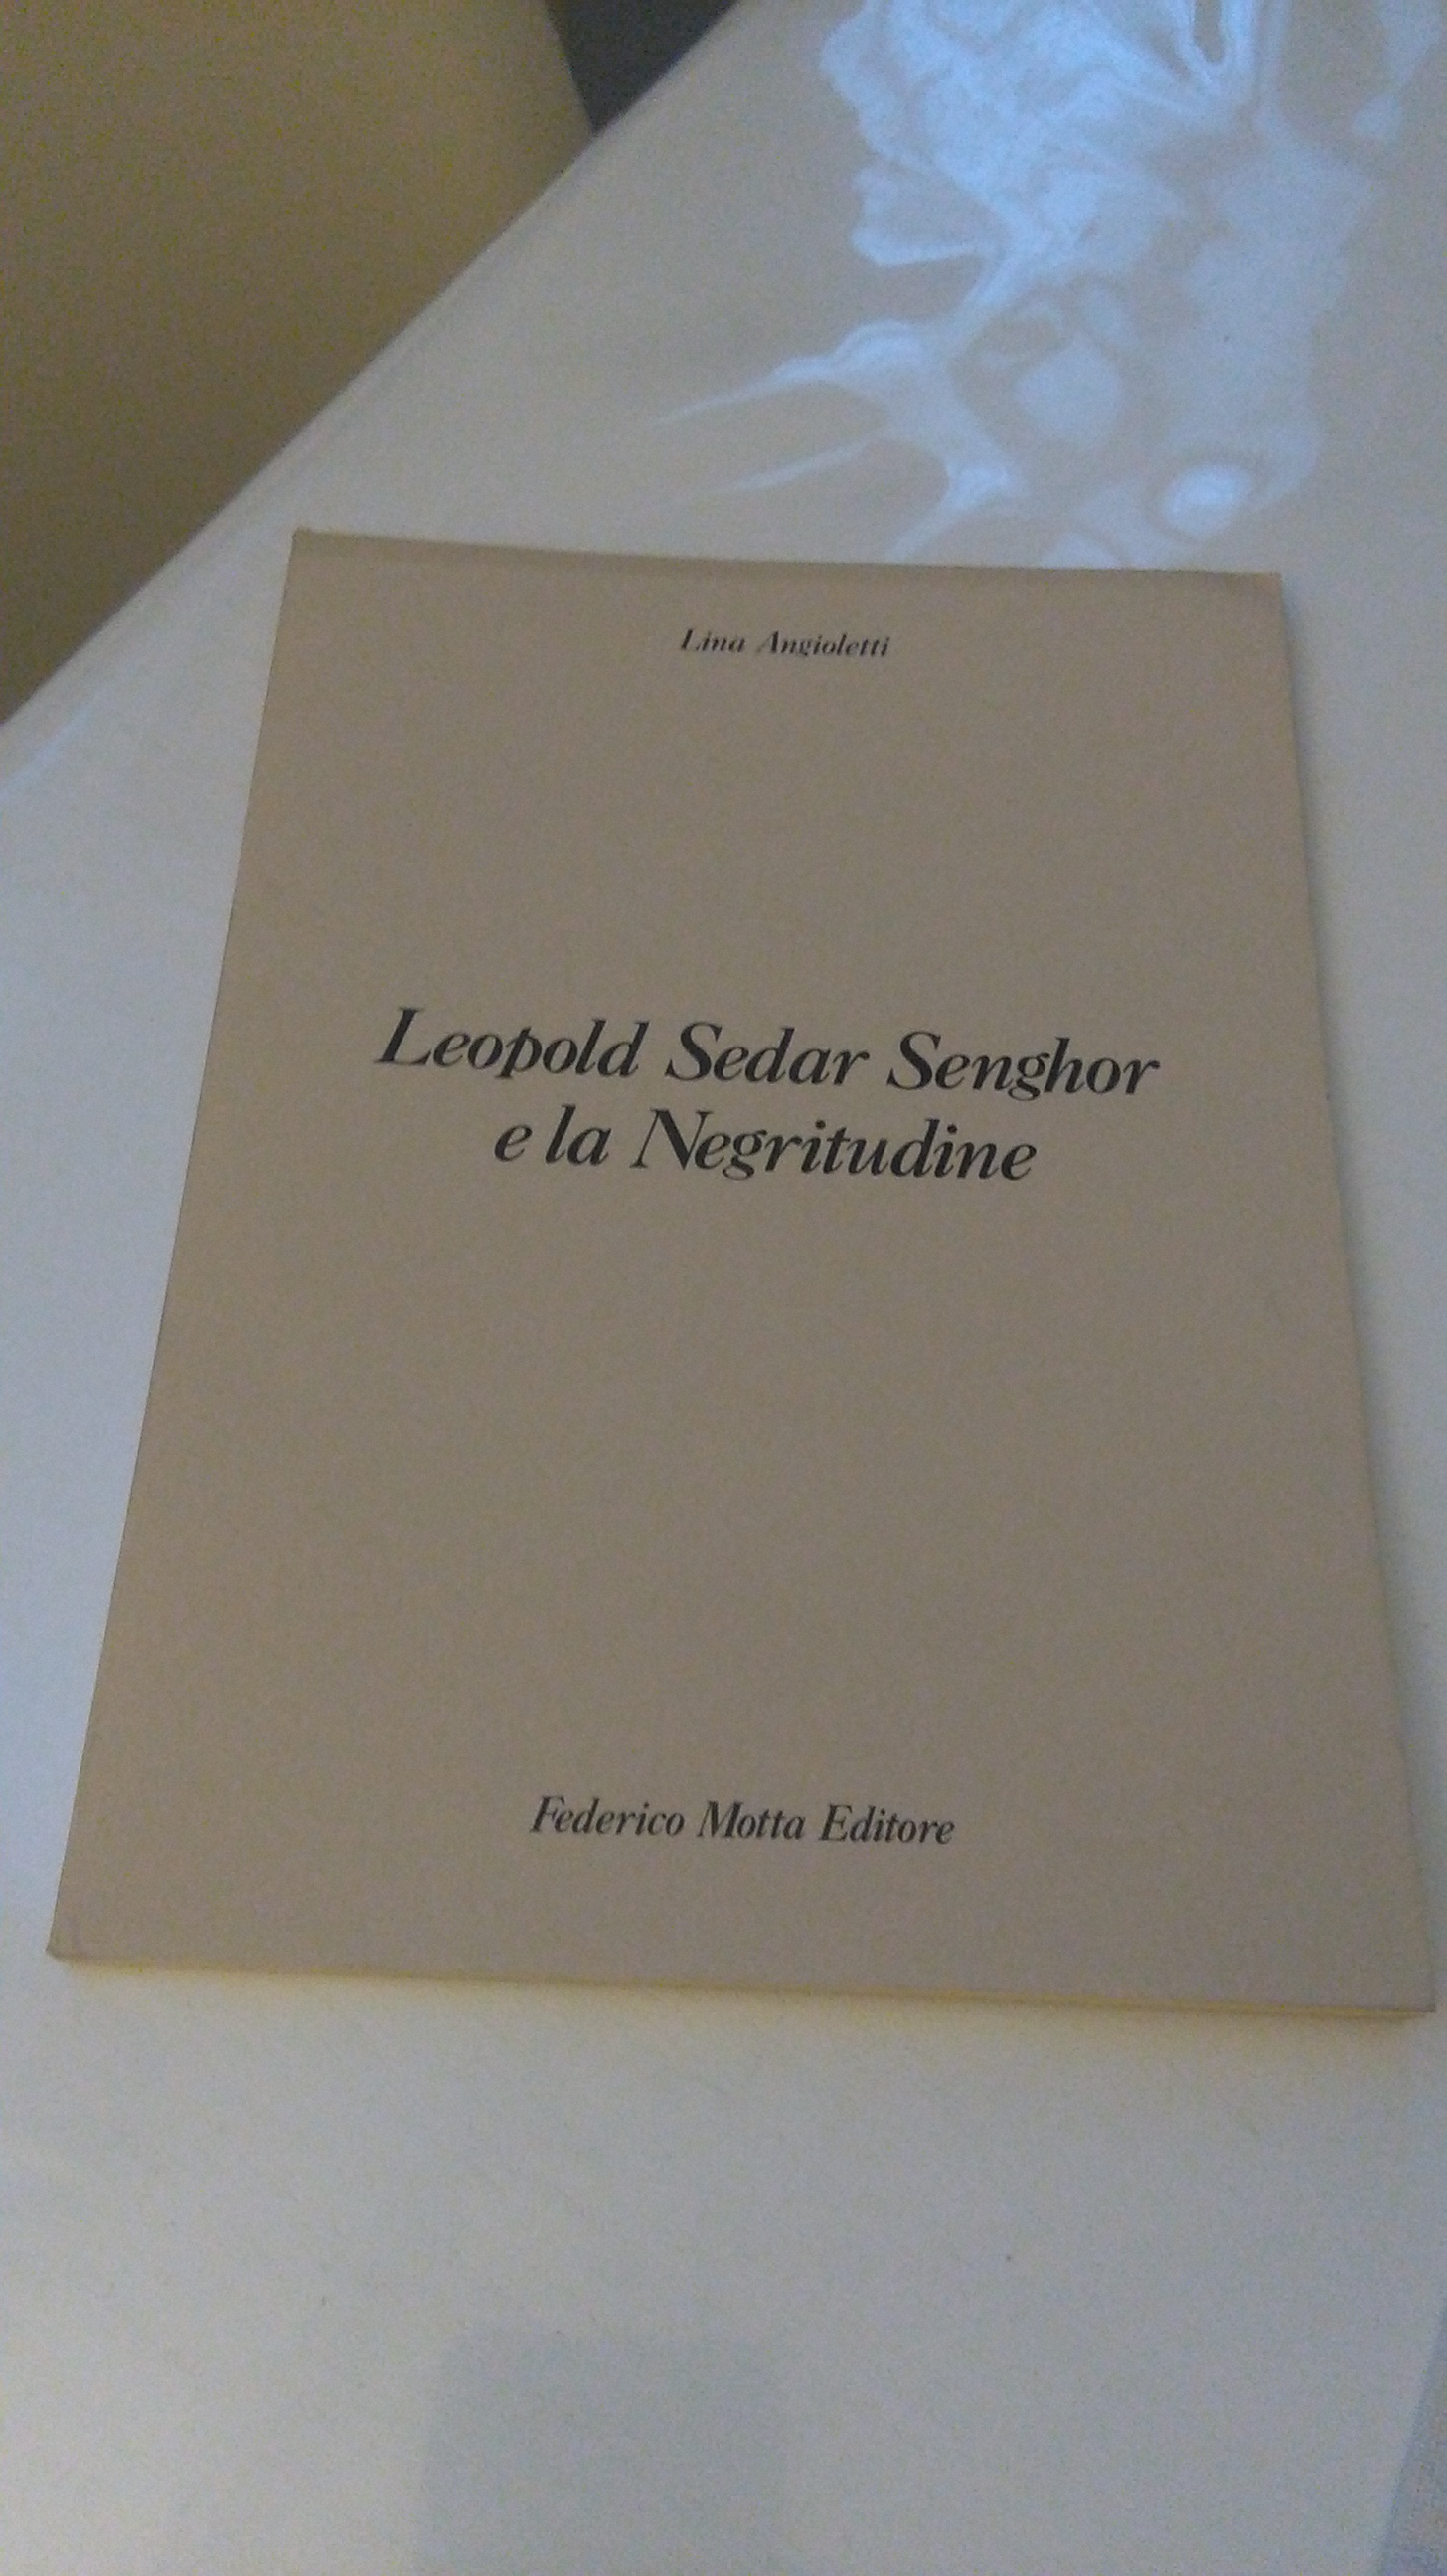 Lina Angioletti
Leopold Sedar Senghor
e la Negritudine
Federico Motta Editore